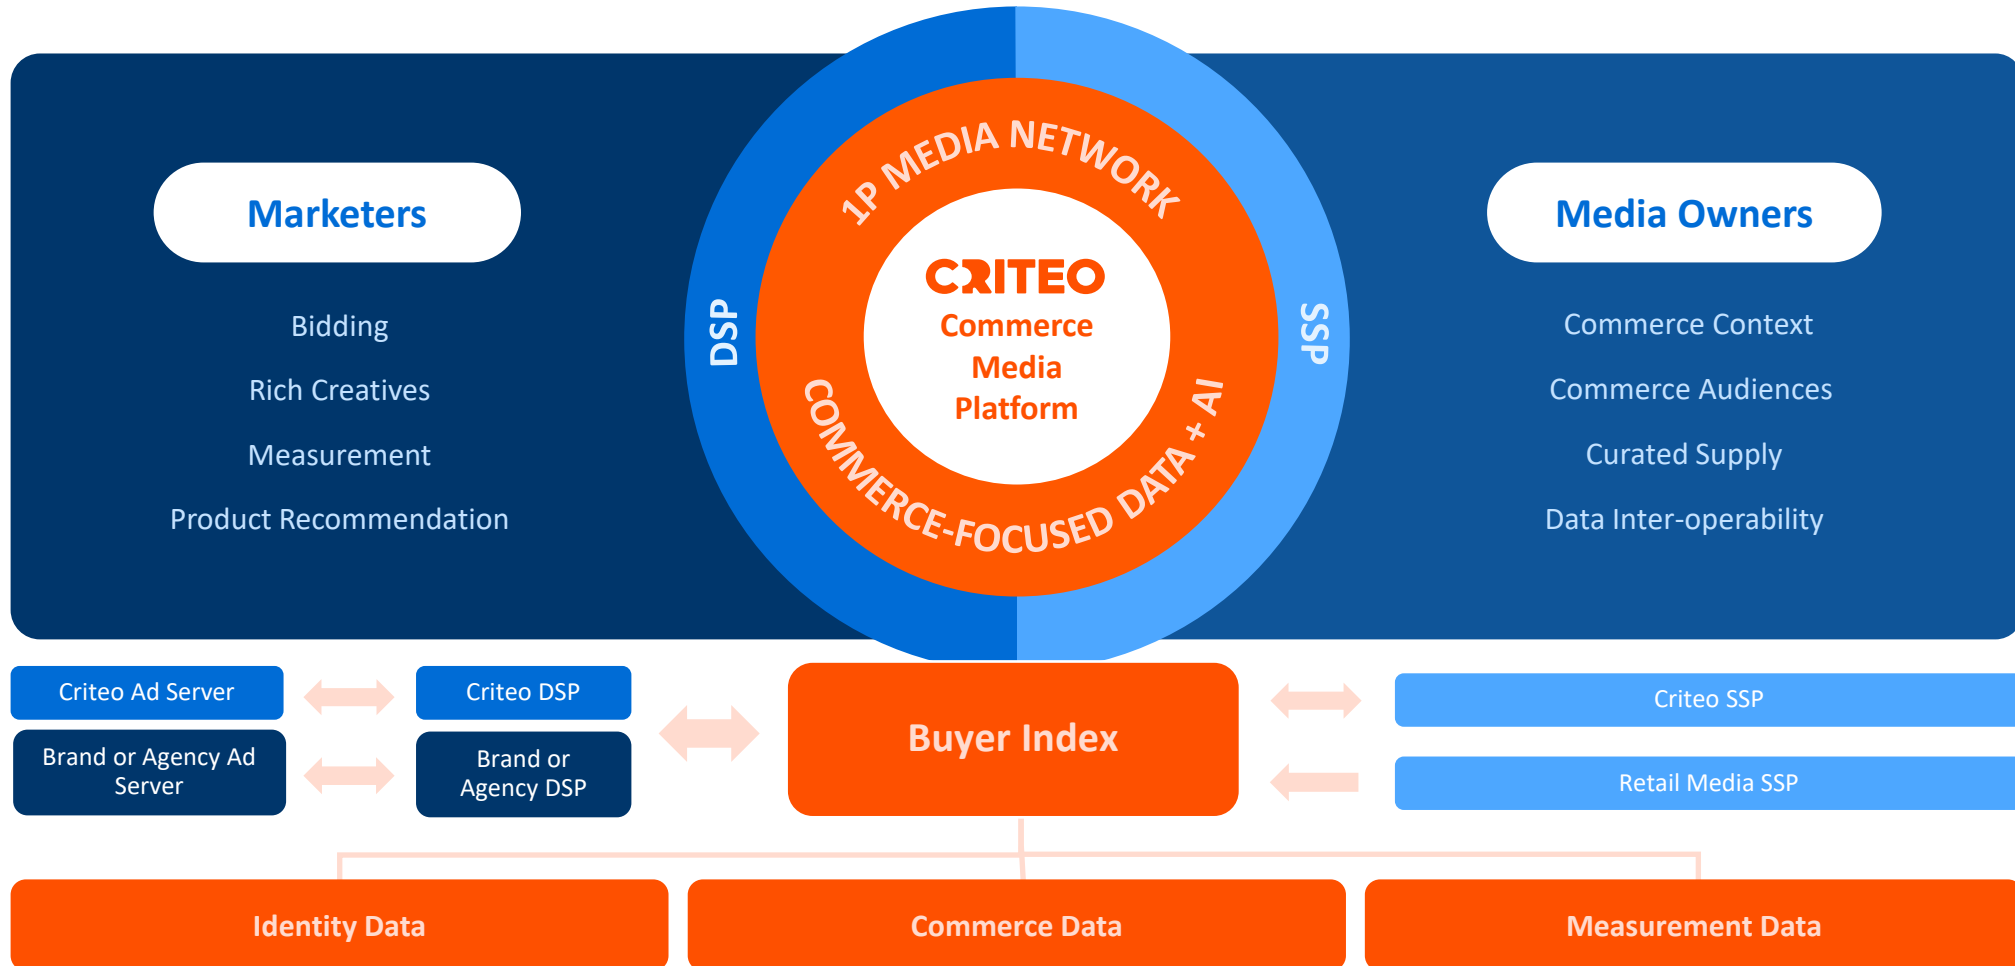 Marketers
Bidding
Rich Creatives
Measurement
Product Recommendation
DSP
1P MEDIA NETWORK
CRITEO
Commerce
Media
Platform
COMMERCE-FOCUSED DATA + AI
SSP
Media Owners
Commerce Context
Commerce Audiences
Curated Supply
Data Inter-operability
Criteo Ad Server
Criteo DSP
Brand or Agency Ad
Server
Brand or
Agency DSP
Buyer Index
Criteo SSP
Retail Media SSP
Identity Data
Commerce Data
Measurement Data